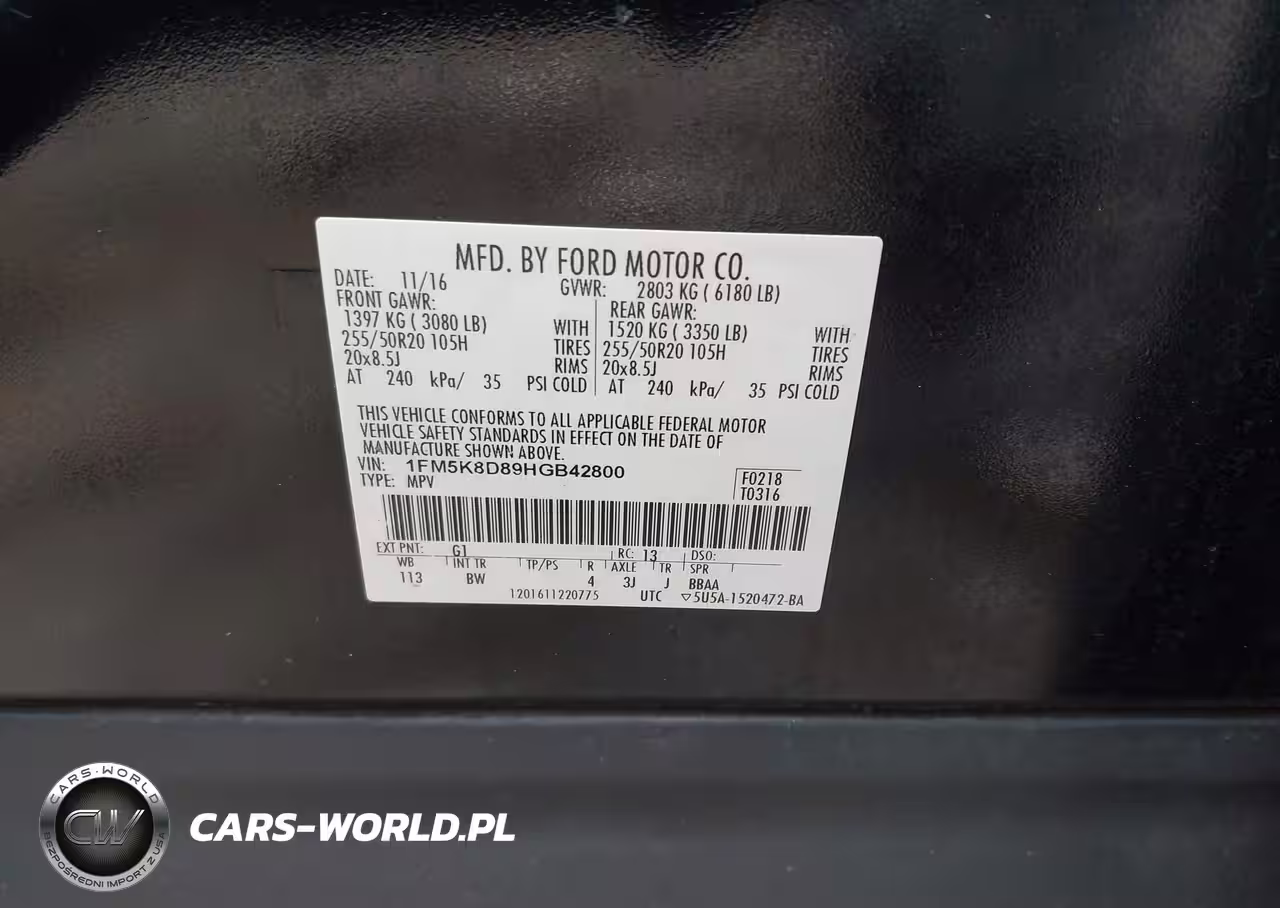 MFD. BY FORD MOTOR CO.
DATE: 11/16 GVWR: 2803 KG ( 6180 LB)
FRONT GAWR: REAR GAWR:
1397 KG ( 3080 LB) WITH 1520 KG ( 3350 LB) WITH
255/50R20 105H TIRES 255/50R20 105H TIRES
20x8.5J RIMS 20x8.5J RIMS
AT 240 kPa/ 35 PSI COLD AT 240 kPa/ 35 PSI COLD
THIS VEHICLE CONFORMS TO ALL APPLICABLE FEDERAL MOTOR
VEHICLE SAFETY STANDARDS IN EFFECT ON THE DATE OF
MANUFACTURE SHOWN ABOVE.
VIN: 1FM5K8D89HGB42800 F0218
TYPE: MPV T0316
EXT PNT: G1 RC: 13 DSO:
WB INT TR TP/PS R AXLE TR SPR
113 BW 4 3J J BBAA
1201611220775 UTC ▽5U5A-1520472-BA
CARS-WORLD
CW
BEZPOŚREDNI IMPORT Z USA
CARS-WORLD.PL